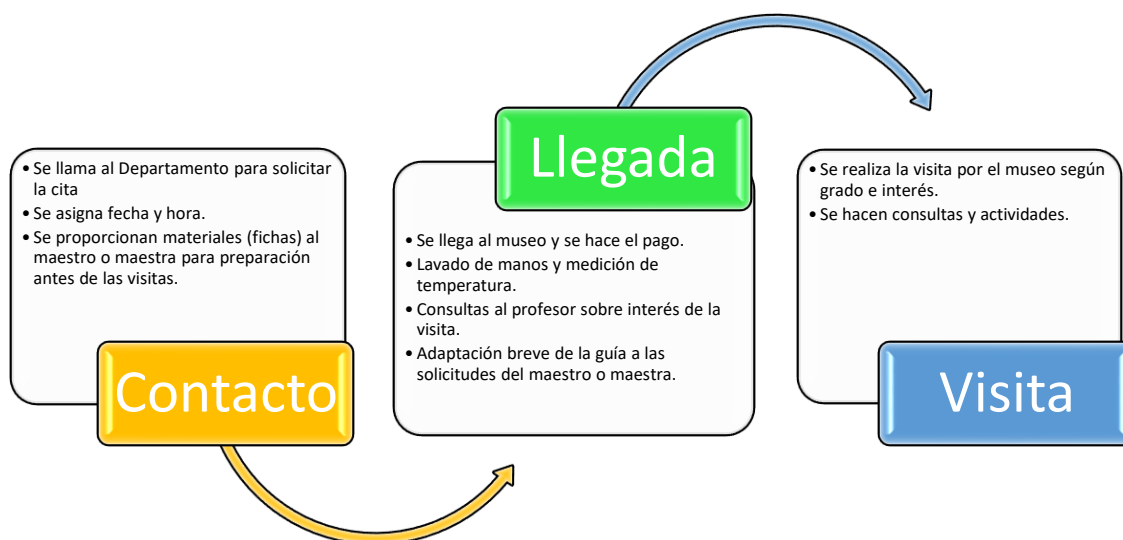 • Se llama al Departamento para solicitar
la cita
• Se asigna fecha y hora.
• Se proporcionan materiales (fichas) al
maestro o maestra para preparación
antes de las visitas.
Contacto
Llegada
• Se llega al museo y se hace el pago.
• Lavado de manos y medición de
temperatura.
• Consultas al profesor sobre interés de la
visita.
• Adaptación breve de la guía a las
solicitudes del maestro o maestra.
• Se realiza la visita por el museo según
grado e interés.
• Se hacen consultas y actividades.
Visita